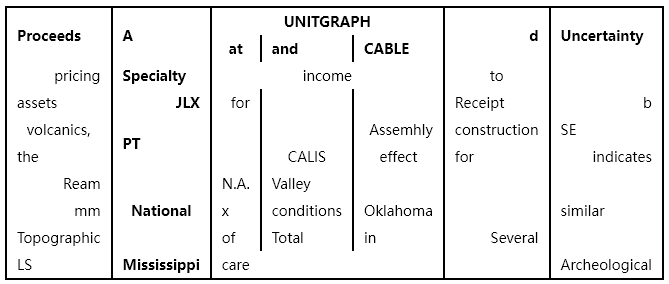 UNITGRAPH
Proceeds A d Uncertainty
at and CABLE
pricing Specialty income to
assets JLX for Receipt b
volcanics, Assemhly construction SE
PT
the CALIS effect for indicates
Ream N.A. Valley
mm National x conditions Oklahoma similar
Topographic of Total in Several
LS Mississippi care Archeological